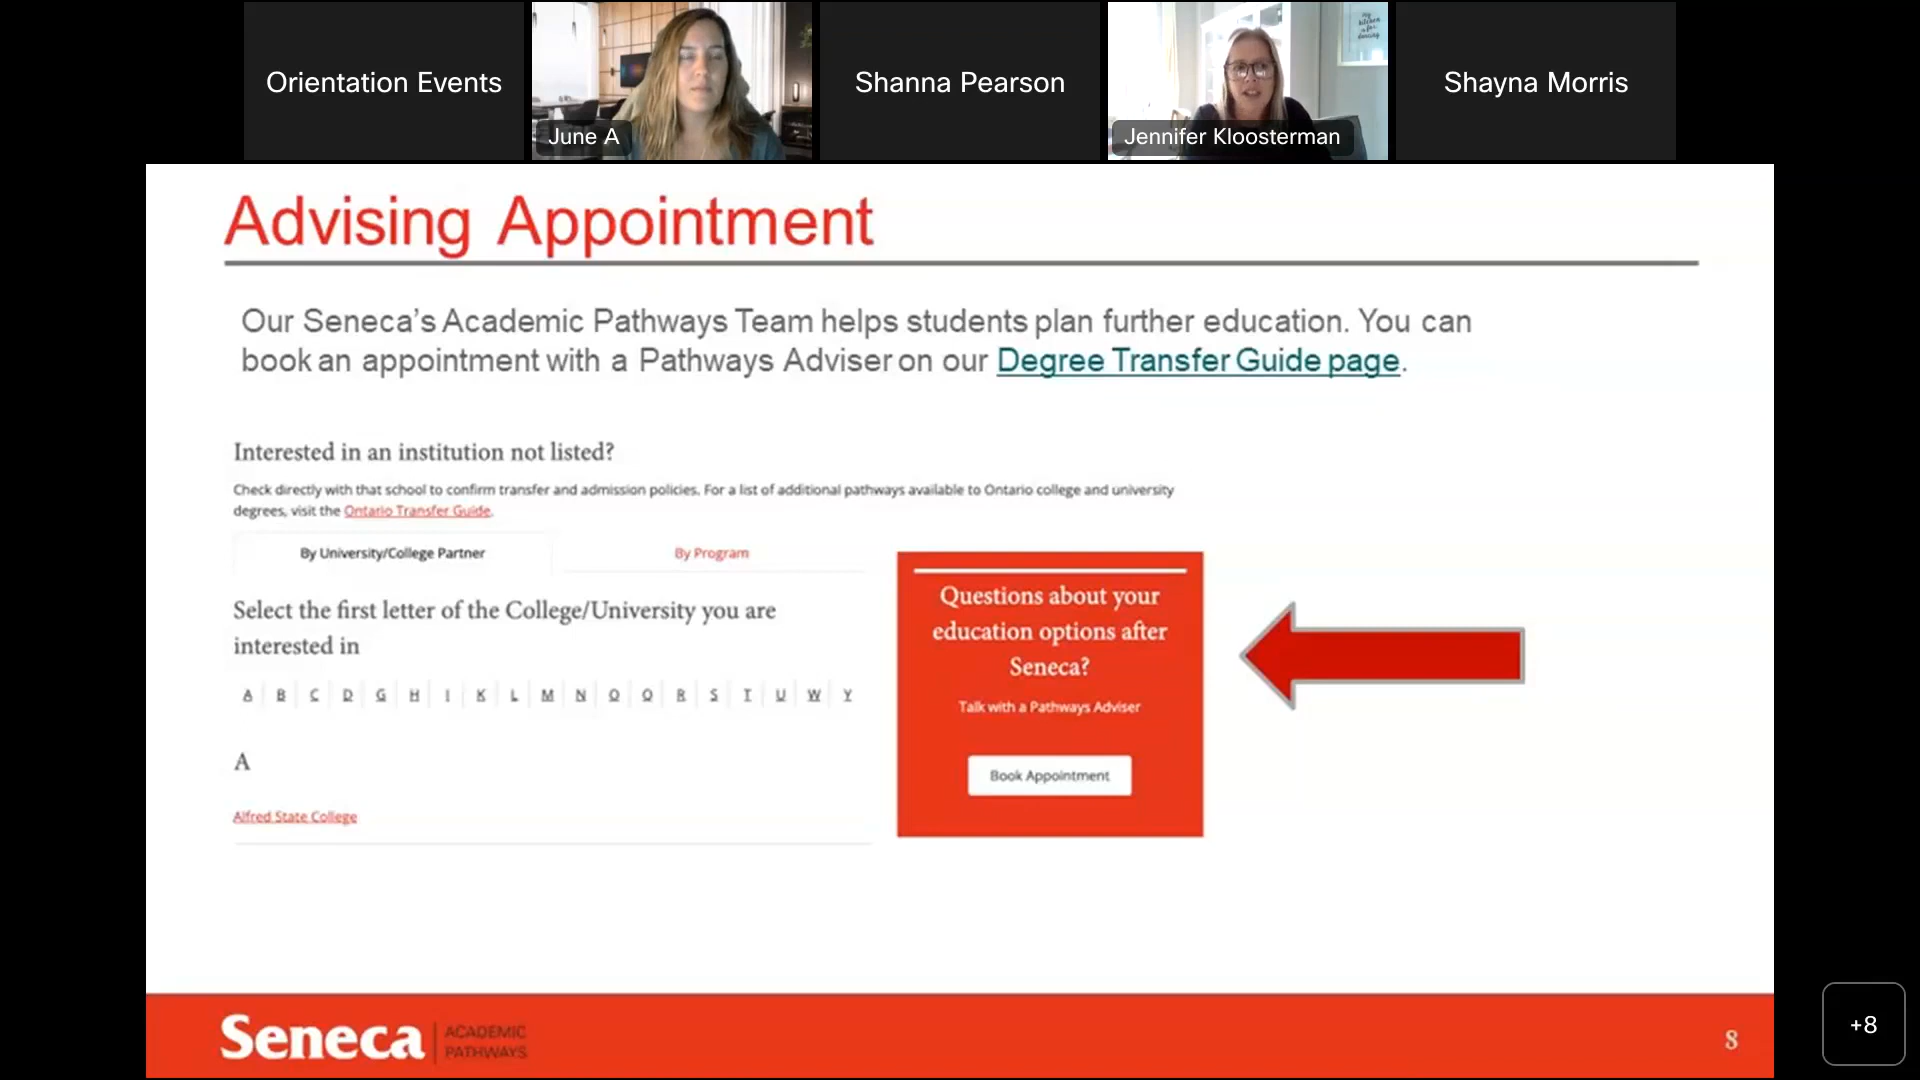 Orientation Events
June A
Shanna Pearson
Jennifer Kloosterman
Shayna Morris
Advising Appointment
Our Seneca's Academic Pathways Team helps students plan further education. You can
book an appointment with a Pathways Adviser on our Degree Transfer Guide page.
Interested in an institution not listed?
Check directly with that school to confirm transfer and admission policies. For a list of additional pathways available to Ontario college and university
degrees, visit the Ontario Transfer Guide.
By University/College Partner
By Program
Select the first letter of the College/University you are
interested in
A B C D G H I K L M N O Q R S T U W Y
A
Alfred State College
Questions about your
education options after
Seneca?
Talk with a Pathways Adviser
Book Appointment
Seneca
ACADEMIC
PATHWAYS
8
+8